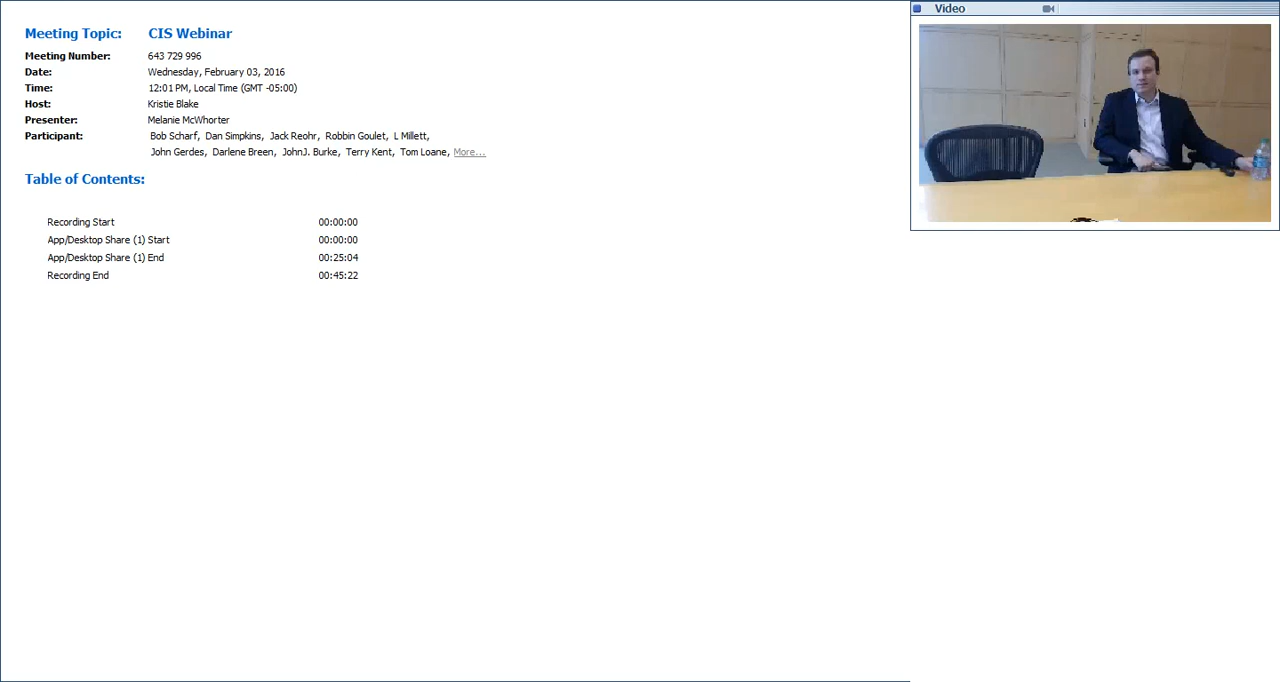 Meeting Topic: CIS Webinar
Meeting Number: 643 729 996
Date: Wednesday, February 03, 2016
Time: 12:01 PM, Local Time (GMT -05:00)
Host: Kristie Blake
Presenter: Melanie McWhorter
Participant: Bob Scharf, Dan Simpkins, Jack Reohr, Robbin Goulet, L Millett,
John Gerdes, Darlene Breen, JohnJ. Burke, Terry Kent, Tom Loane, More...
Table of Contents:
Recording Start 00:00:00
App/Desktop Share (1) Start 00:00:00
App/Desktop Share (1) End 00:25:04
Recording End 00:45:22
Video